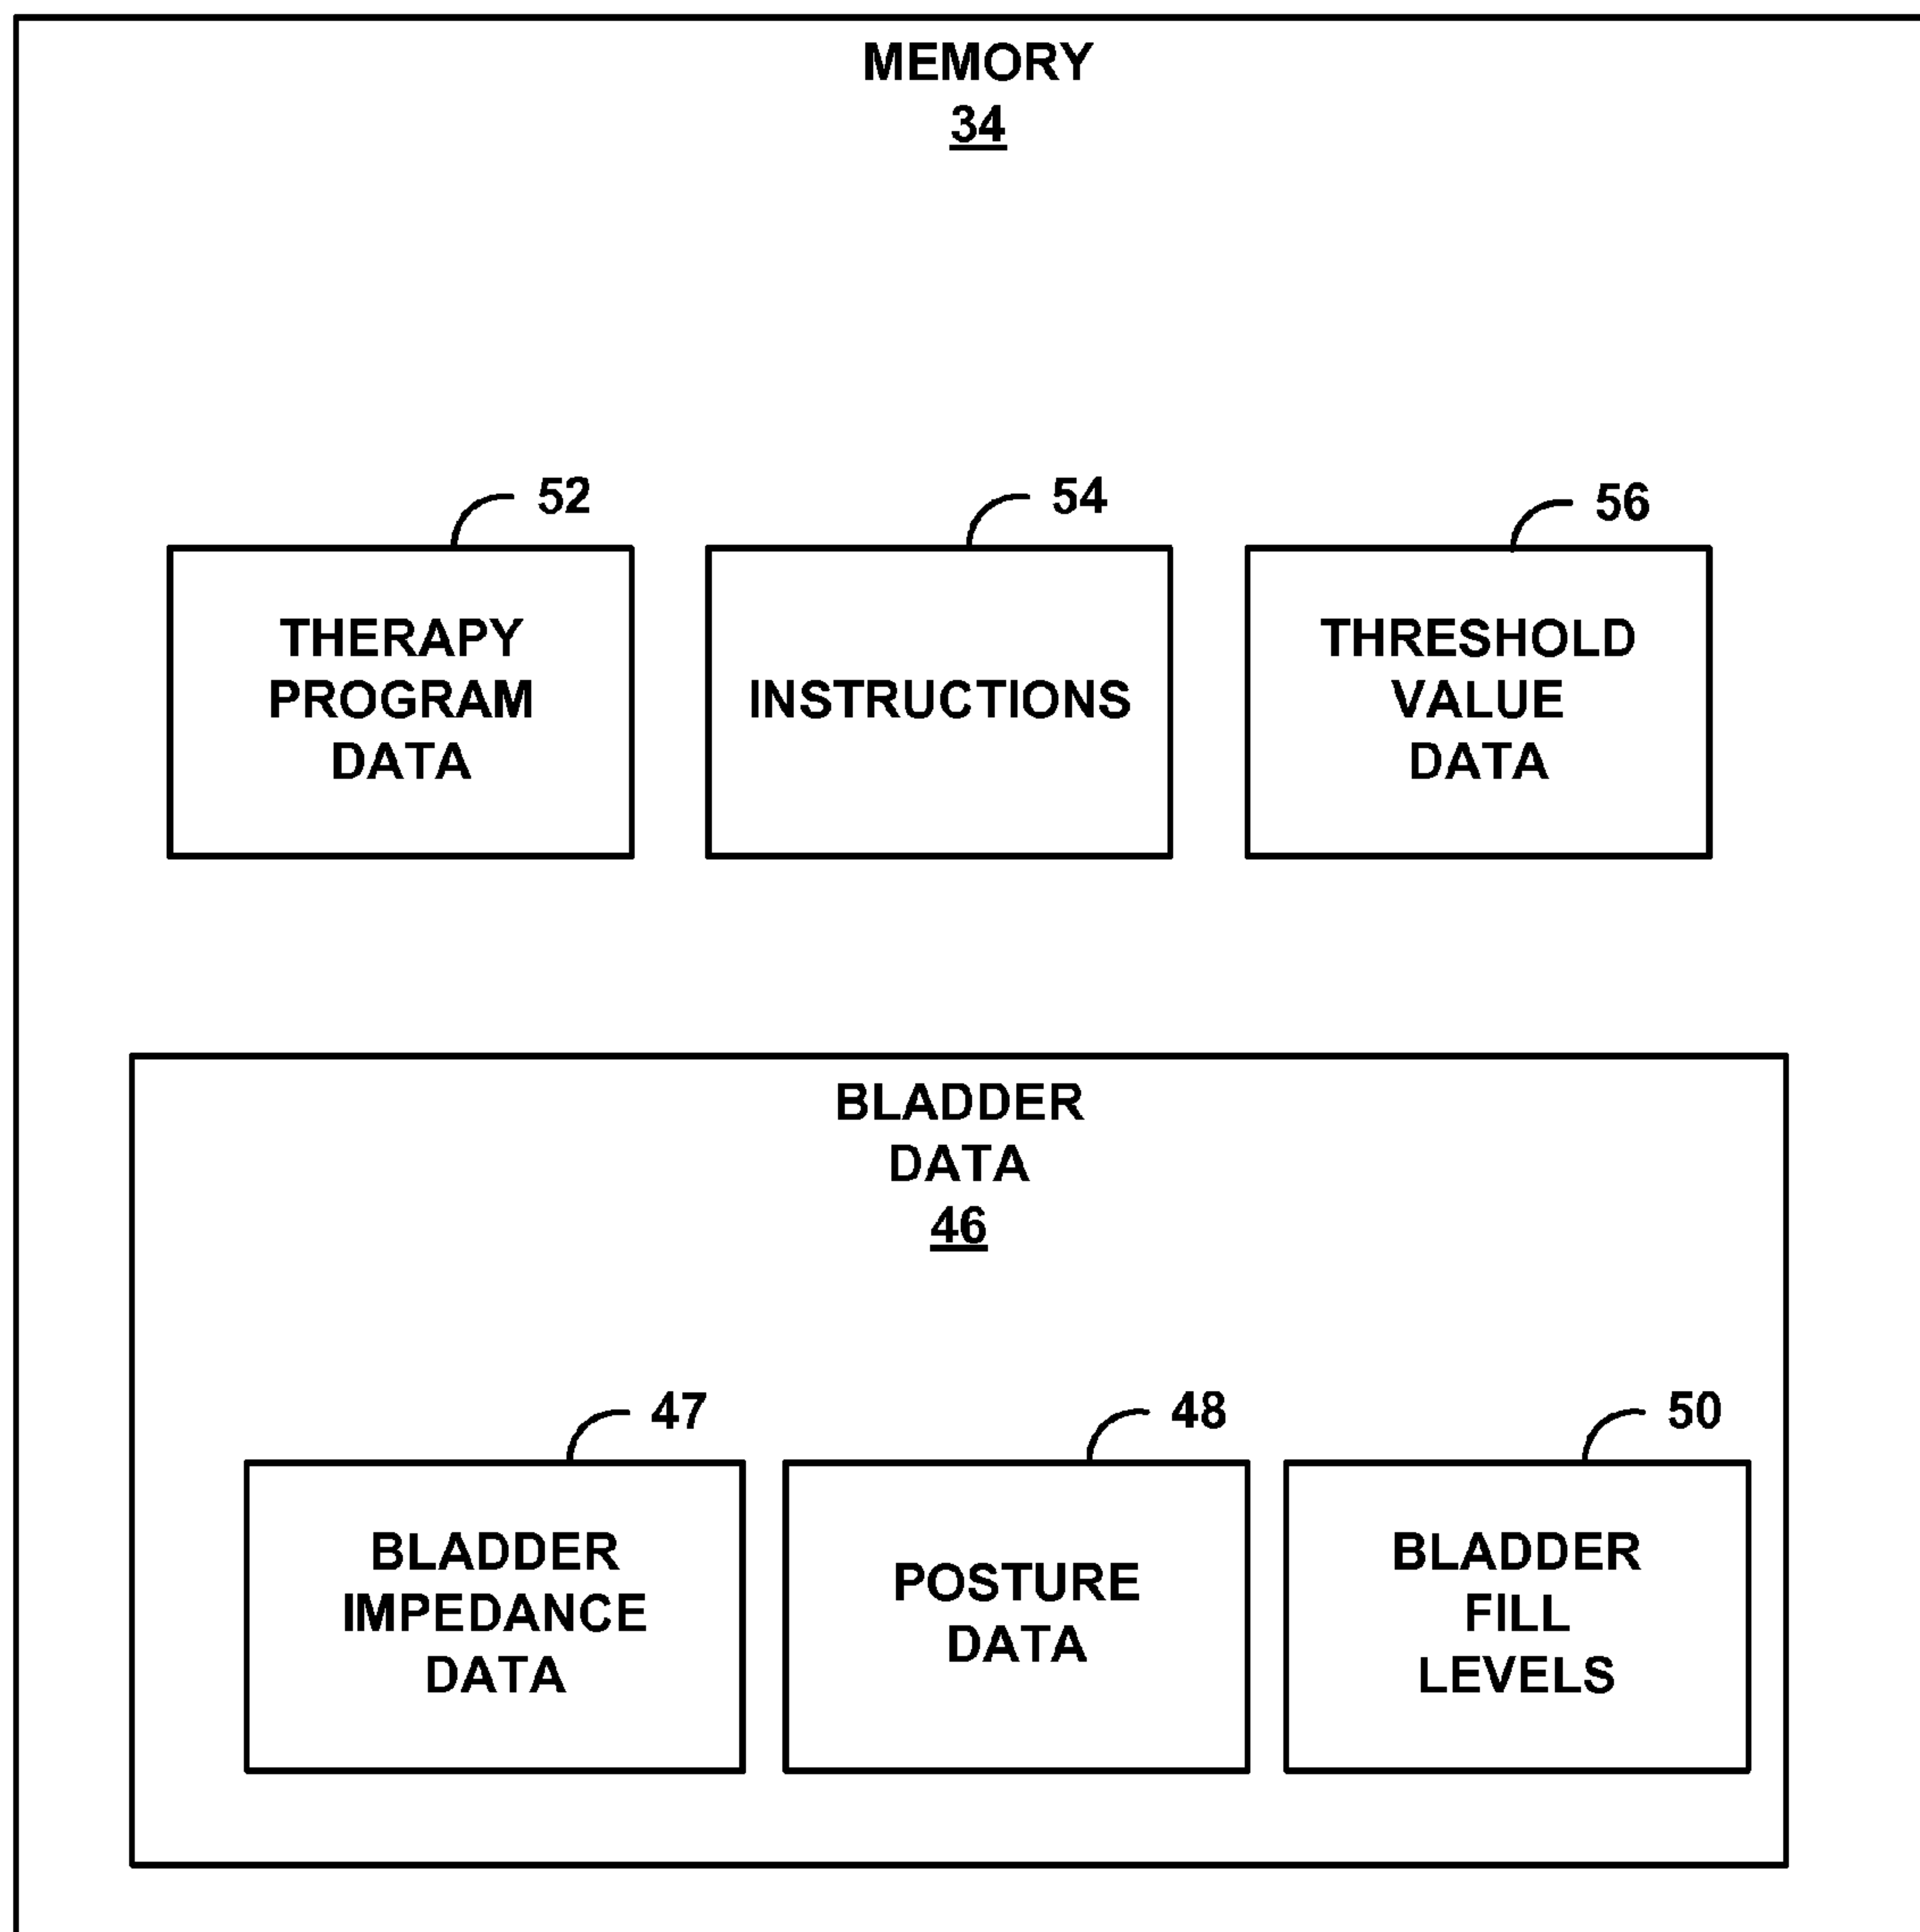 MEMORY
34
52
54
56
THERAPY
PROGRAM
DATA
INSTRUCTIONS
THRESHOLD
VALUE
DATA
BLADDER
DATA
46
47
48
50
BLADDER
IMPEDANCE
DATA
POSTURE
DATA
BLADDER
FILL
LEVELS